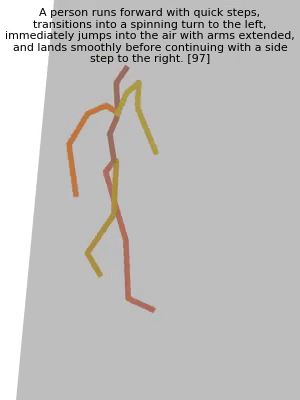 A person runs forward with quick steps,
transitions into a spinning turn to the left,
immediately jumps into the air with arms extended,
and lands smoothly before continuing with a side
step to the right. [97]